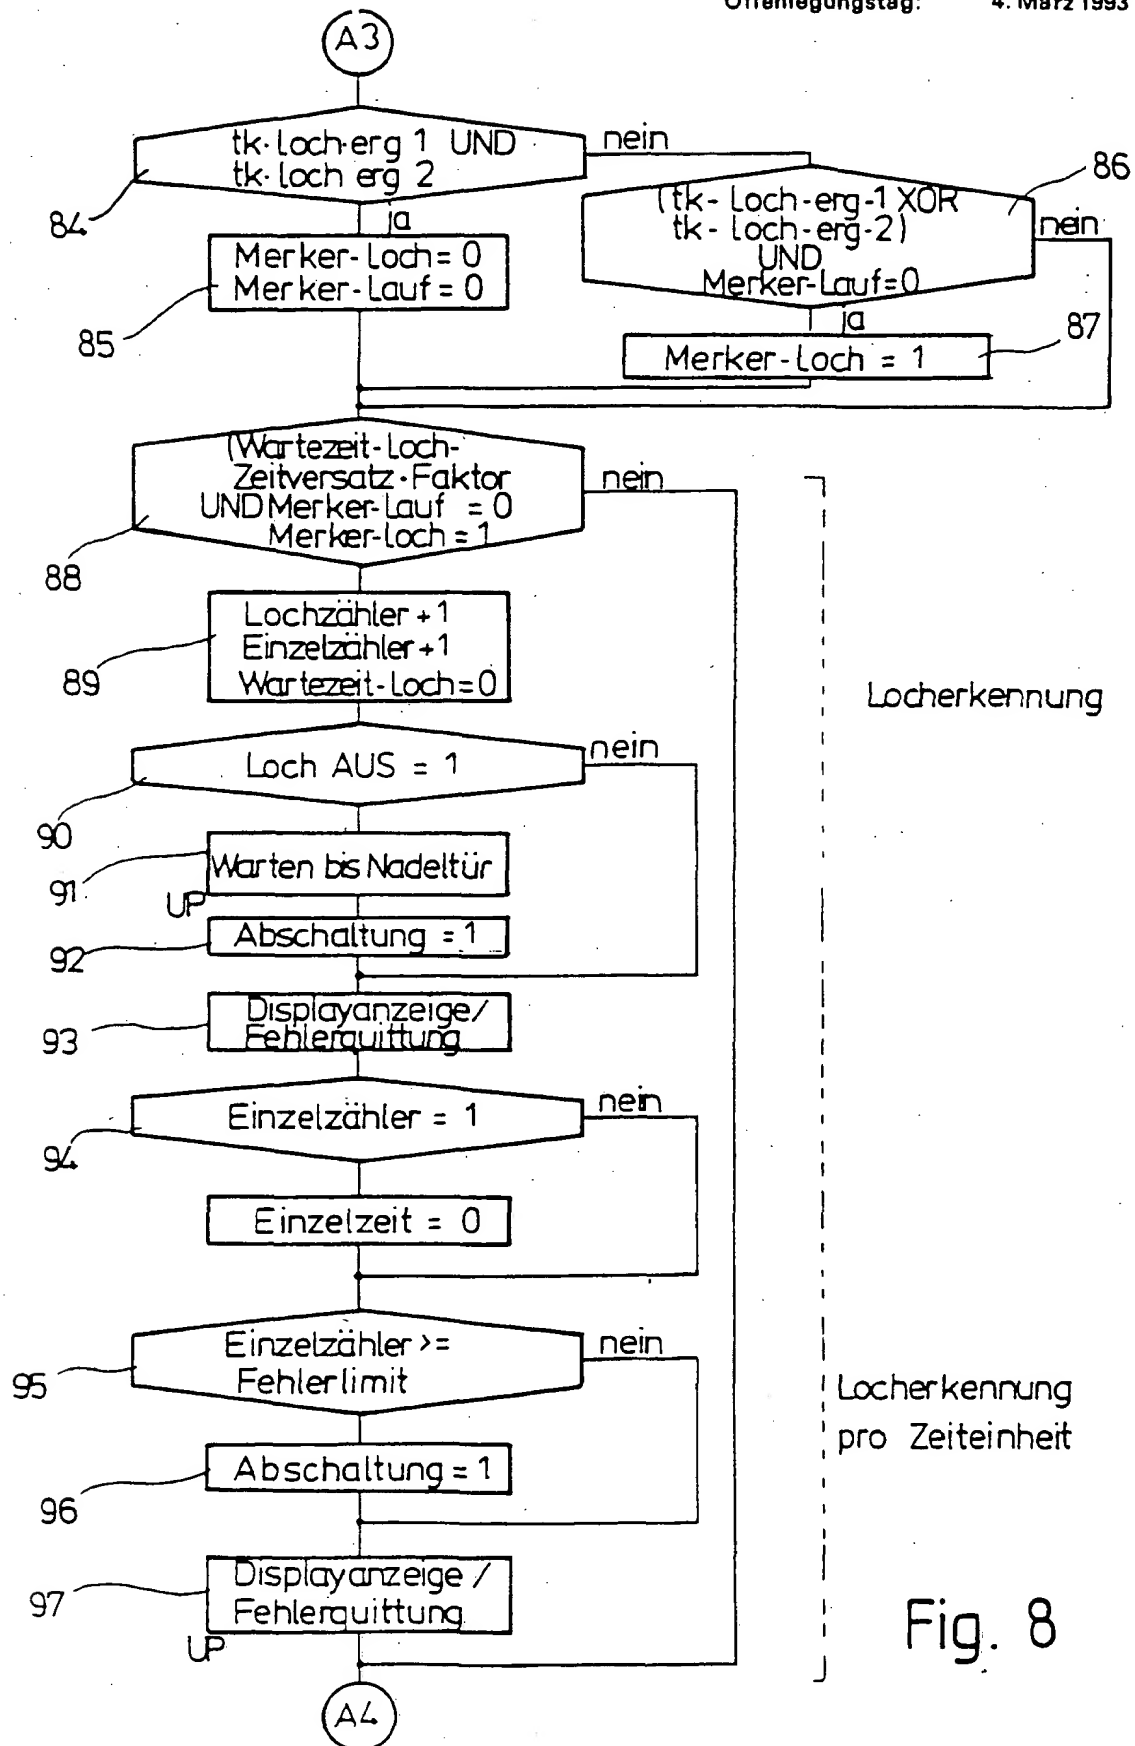 Offenlegungstag: 4. März 1993
A3
tk·Loch·erg 1 UND
tk·loch erg 2
nein
84
ja
(tk-Loch-erg-1 XOR
tk-Loch-erg-2)
UND
Merker-Lauf=0
86
nein
Merker-Loch=0
Merker-Lauf=0
85
ja
87
Merker-Loch = 1
(Wartezeit-Loch-
Zeitversatz·Faktor
UND Merker-Lauf = 0
Merker-loch = 1
nein
88
Lochzähler+1
Einzelzähler+1
Wartezeit-Loch=0
89
Locherkennung
Loch AUS = 1
nein
90
Warten bis Nadeltür
91
UP
Abschaltung = 1
92
Displayanzeige/
Fehlerquittung
93
Einzelzähler = 1
nein
94
Einzelzeit = 0
Einzelzähler >=
Fehlerlimit
nein
95
Locherkennung
pro Zeiteinheit
Abschaltung = 1
96
Displayanzeige /
Fehlerquittung
97
UP
Fig. 8
A4